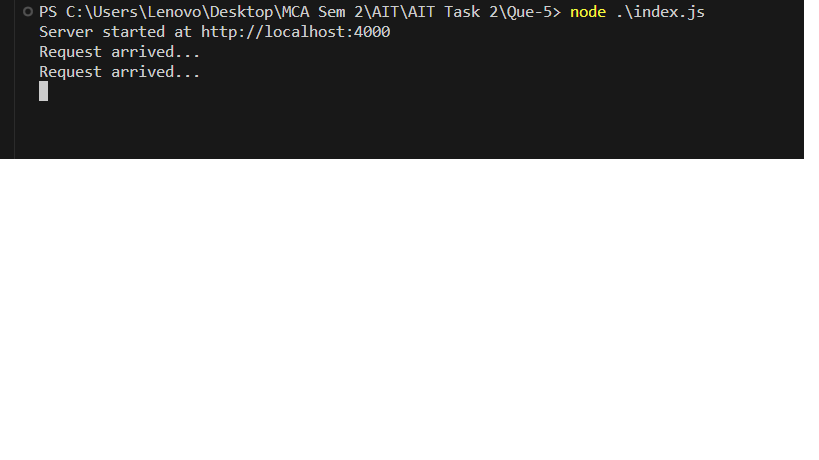 PS C:\Users\Lenovo\Desktop\MCA Sem 2\AIT\AIT Task 2\Que-5> node .\index.js
Server started at http://localhost:4000
Request arrived...
Request arrived...